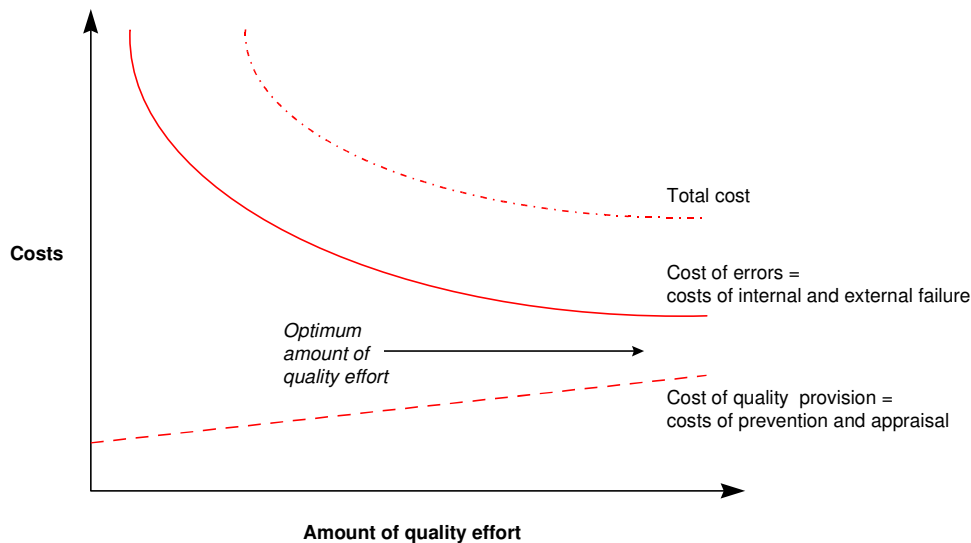 Total cost
Costs
Cost of errors =
costs of internal and external failure
Optimum
amount of
quality effort
Cost of quality provision =
costs of prevention and appraisal
Amount of quality effort